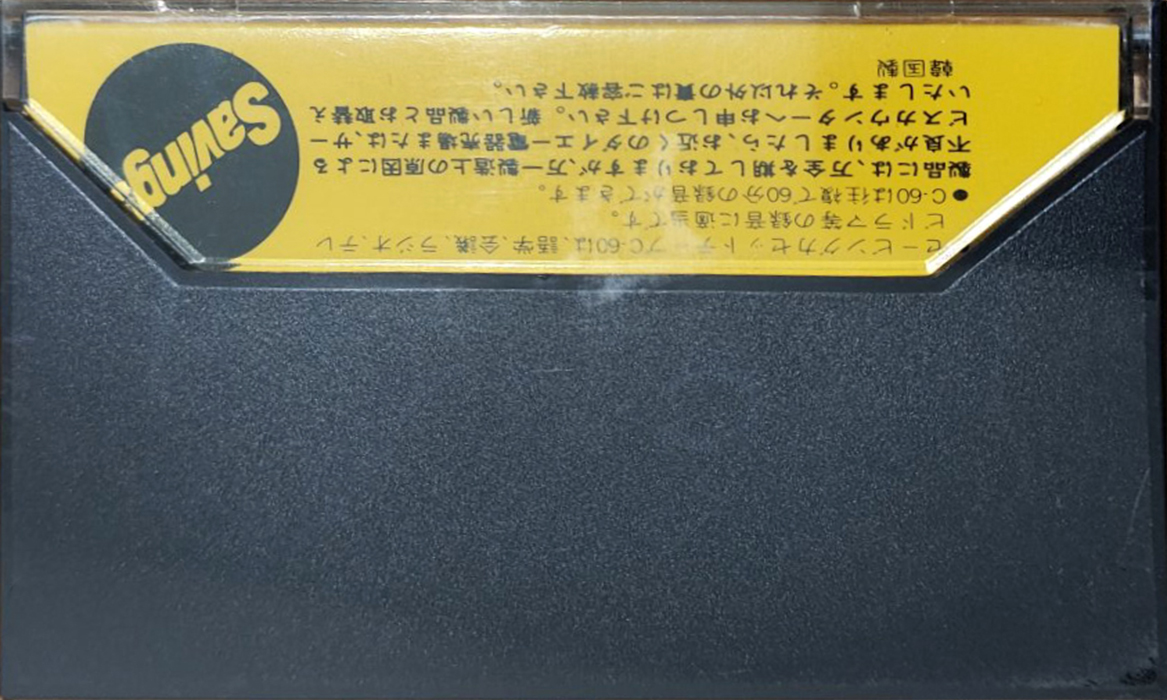 セービングカセットテープC-60は、語学、会議、ラジオ、テレ
ビドラマ等の録音に適当です。
●C-60は往復で60分の録音ができます。
製品には、万全を期しておりますが、万一製造上の原因による
不良がありましたら、お近くのダイエー電器売場または、サー
ビスカウンターへお申しつけ下さい。新しい製品とお取替え
いたします。それ以外の責はご容赦下さい。
韓国製
Saving